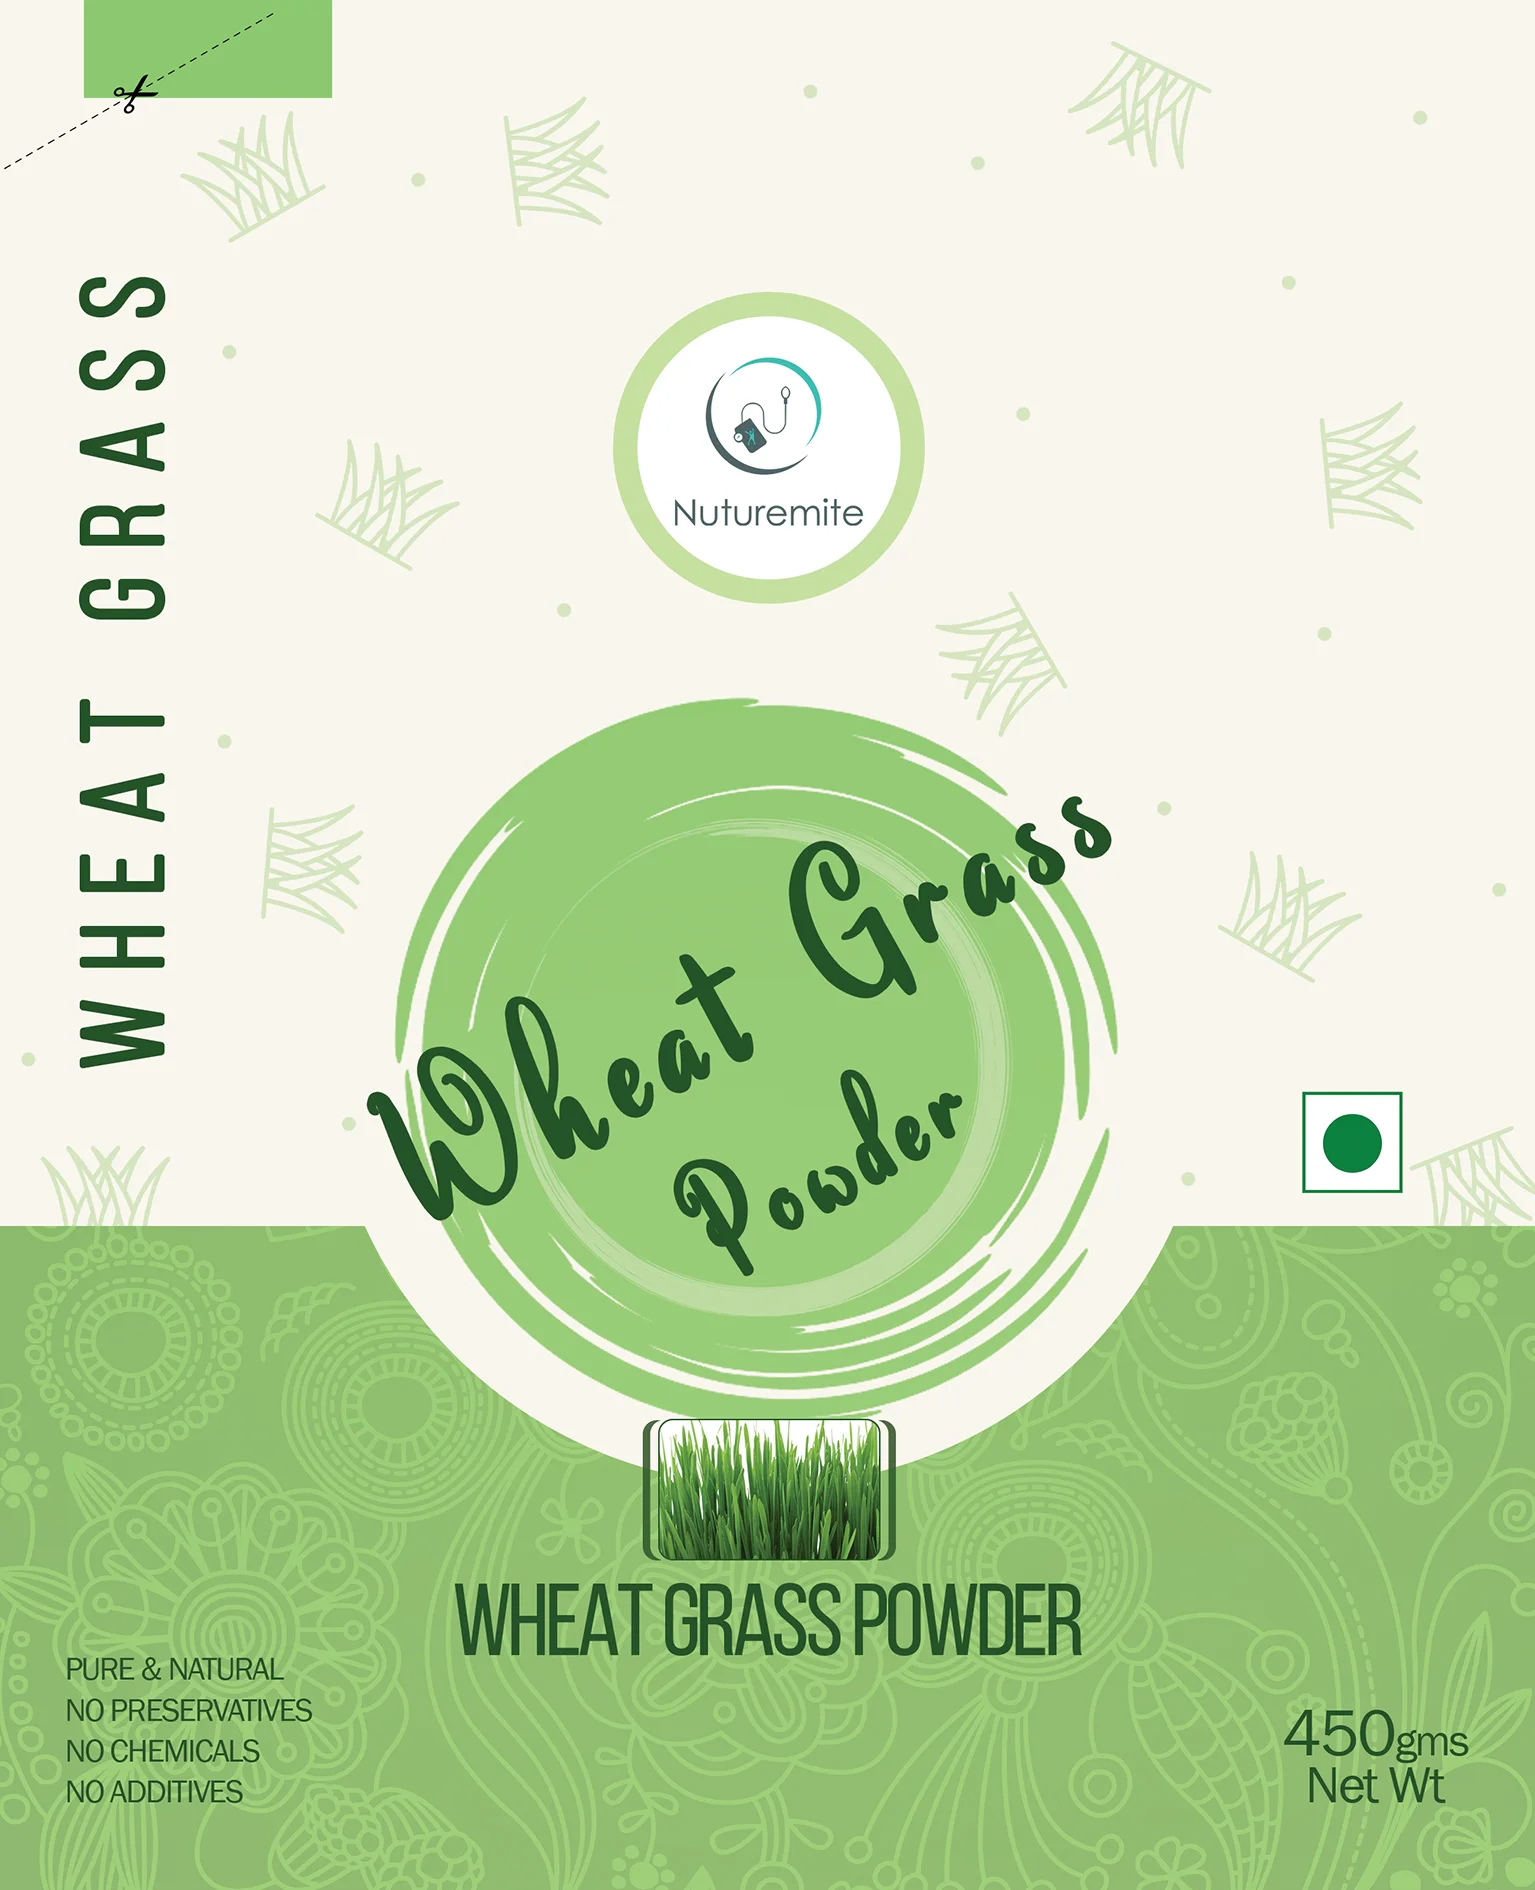 WHEAT GRASS
Nuturemite
Wheat Grass
Powder
WHEAT GRASS POWDER
PURE & NATURAL
NO PRESERVATIVES
NO CHEMICALS
NO ADDITIVES
450gms
Net Wt